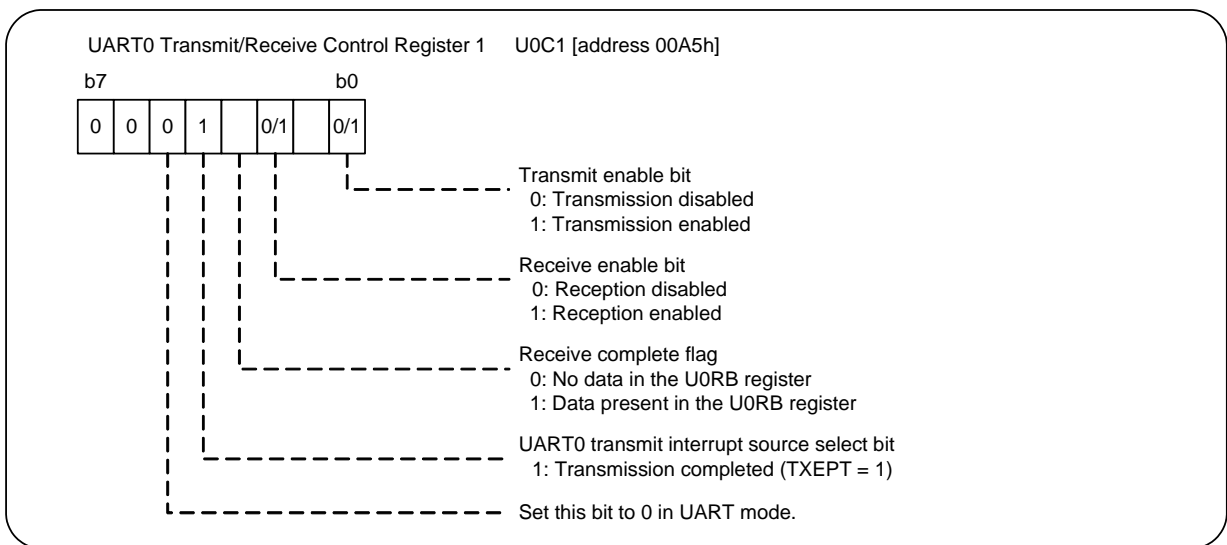 UART0 Transmit/Receive Control Register 1 U0C1 [address 00A5h]
b7 b0
0 0 0 1 0/1 0/1
Transmit enable bit
0: Transmission disabled
1: Transmission enabled
Receive enable bit
0: Reception disabled
1: Reception enabled
Receive complete flag
0: No data in the U0RB register
1: Data present in the U0RB register
UART0 transmit interrupt source select bit
1: Transmission completed (TXEPT = 1)
Set this bit to 0 in UART mode.